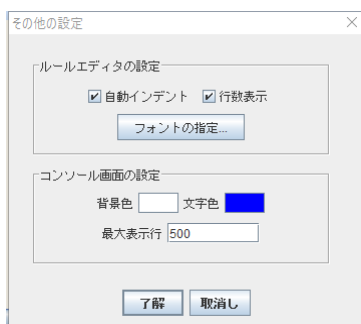 その他の設定
ルールエディタの設定
自動インデント 行数表示
フォントの指定...
コンソール画面の設定
背景色 文字色
最大表示行 500
了解 取消し